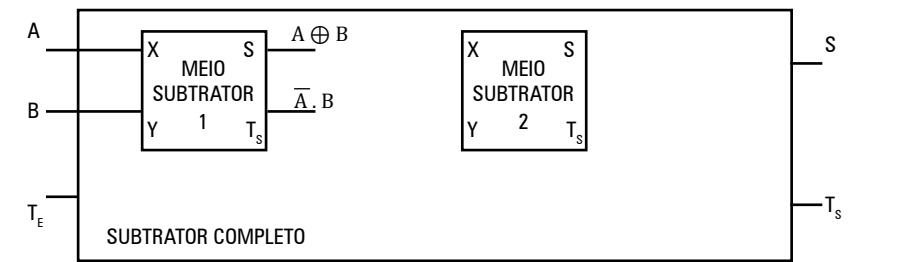 A
B
T_E
X S
MEIO
SUBTRATOR
1
Y T_S
A ⊕ B
A̅ . B
X S
MEIO
SUBTRATOR
2
Y T_S
S
T_S
SUBTRATOR COMPLETO